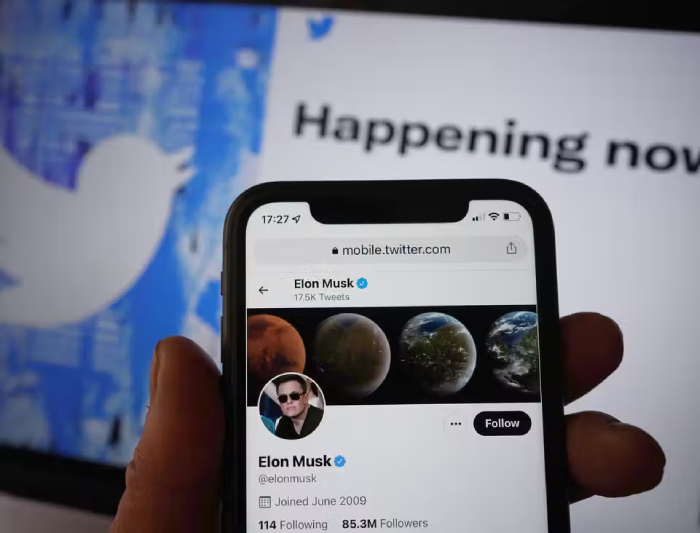 Happening now
17:27
mobile.twitter.com
Elon Musk
17.5K Tweets
Follow
Elon Musk
@elonmusk
Joined June 2009
114 Following 85.3M Followers